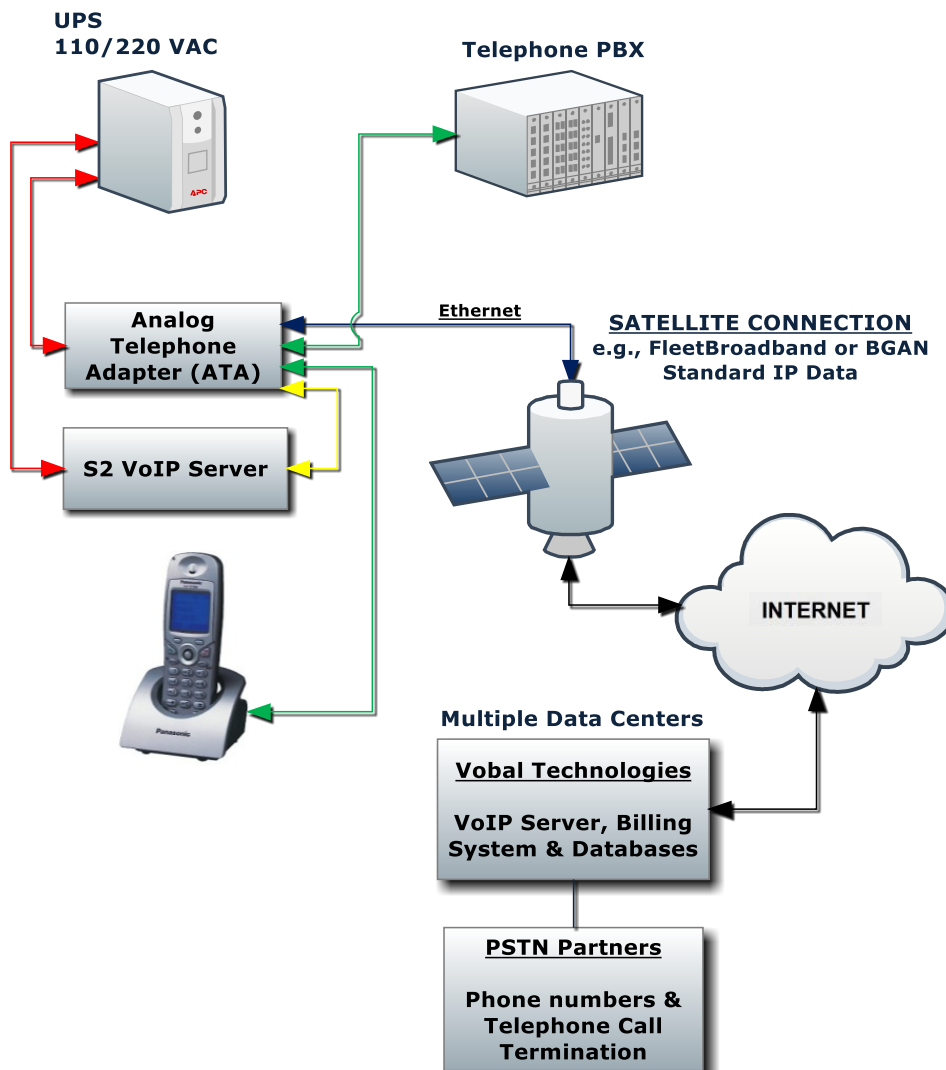 UPS
110/220 VAC
Telephone PBX
APC
Analog
Telephone
Adapter (ATA)
Ethernet
SATELLITE CONNECTION
e.g., FleetBroadband or BGAN
Standard IP Data
S2 VoIP Server
Panasonic
INTERNET
Panasonic
Multiple Data Centers
Vobal Technologies
VoIP Server, Billing
System & Databases
PSTN Partners
Phone numbers &
Telephone Call
Termination